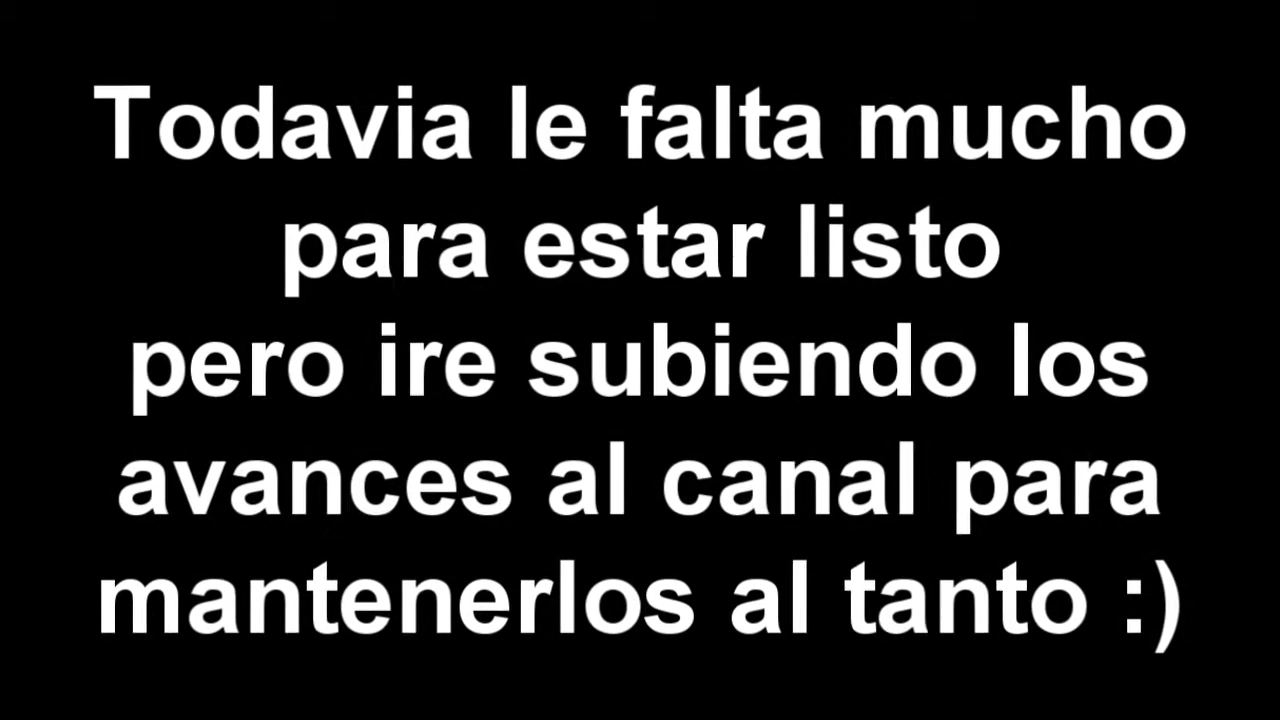 Todavia le falta mucho
para estar listo
pero ire subiendo los
avances al canal para
mantenerlos al tanto :)